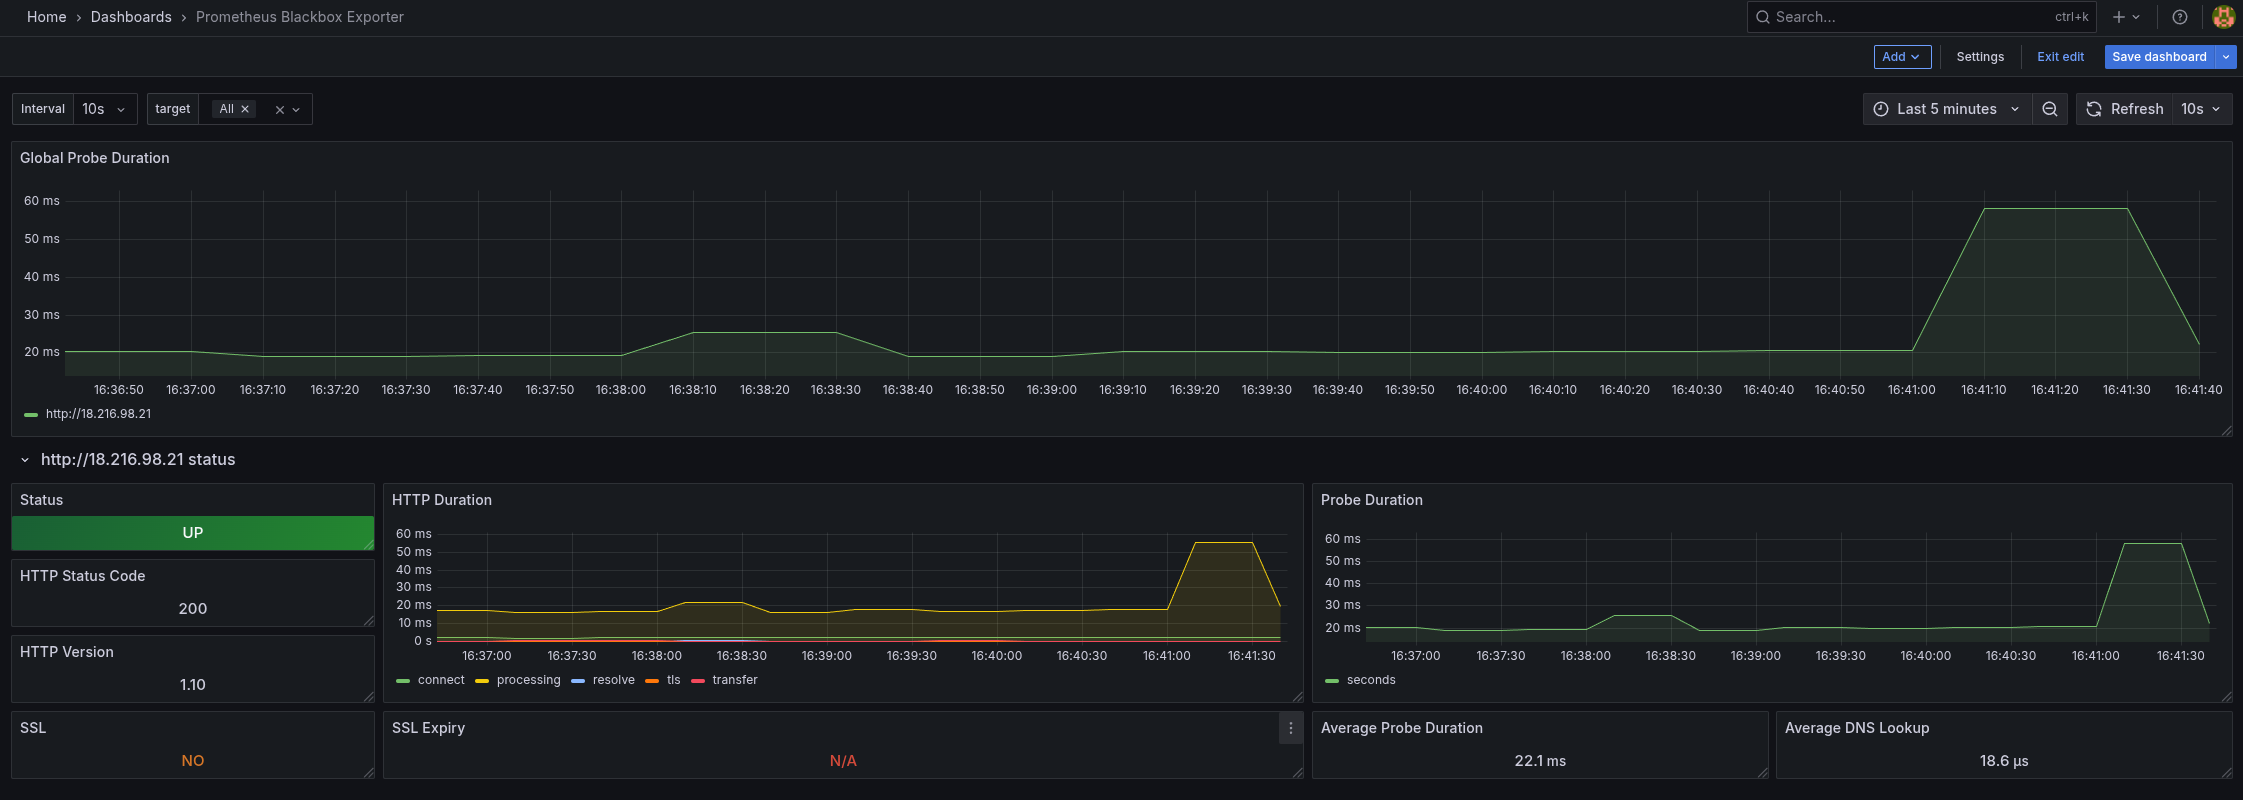 Home › Dashboards › Prometheus Blackbox Exporter
Search... ctrl+k
Add Settings Exit edit Save dashboard
Interval 10s target All
Last 5 minutes Refresh 10s
Global Probe Duration
60 ms
50 ms
40 ms
30 ms
20 ms
16:36:50 16:37:00 16:37:10 16:37:20 16:37:30 16:37:40 16:37:50 16:38:00 16:38:10 16:38:20 16:38:30 16:38:40 16:38:50 16:39:00 16:39:10 16:39:20 16:39:30 16:39:40 16:39:50 16:40:00 16:40:10 16:40:20 16:40:30 16:40:40 16:40:50 16:41:00 16:41:10 16:41:20 16:41:30 16:41:40
http://18.216.98.21
http://18.216.98.21 status
Status
UP
HTTP Status Code
200
HTTP Version
1.10
SSL
NO
HTTP Duration
60 ms
50 ms
40 ms
30 ms
20 ms
10 ms
0 s
16:37:00 16:37:30 16:38:00 16:38:30 16:39:00 16:39:30 16:40:00 16:40:30 16:41:00 16:41:30
connect processing resolve tls transfer
Probe Duration
60 ms
50 ms
40 ms
30 ms
20 ms
16:37:00 16:37:30 16:38:00 16:38:30 16:39:00 16:39:30 16:40:00 16:40:30 16:41:00 16:41:30
seconds
SSL Expiry
N/A
Average Probe Duration
22.1 ms
Average DNS Lookup
18.6 µs